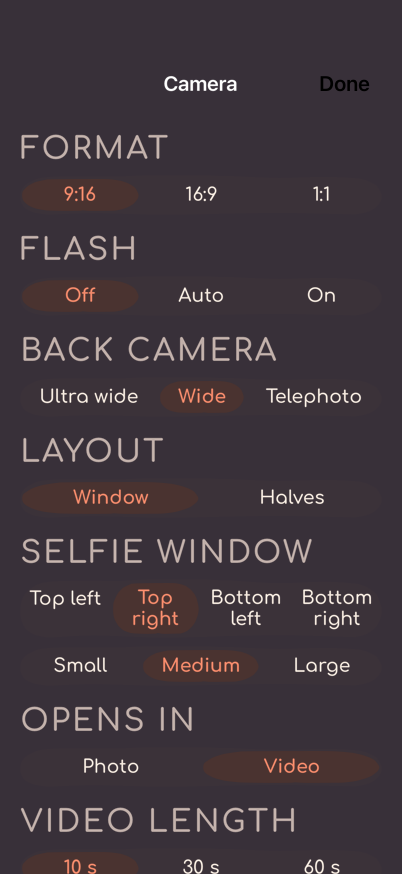 Camera Done
FORMAT
9:16 16:9 1:1
FLASH
Off Auto On
BACK CAMERA
Ultra wide Wide Telephoto
LAYOUT
Window Halves
SELFIE WINDOW
Top left Top right Bottom left Bottom right
Small Medium Large
OPENS IN
Photo Video
VIDEO LENGTH
10 s 30 s 60 s